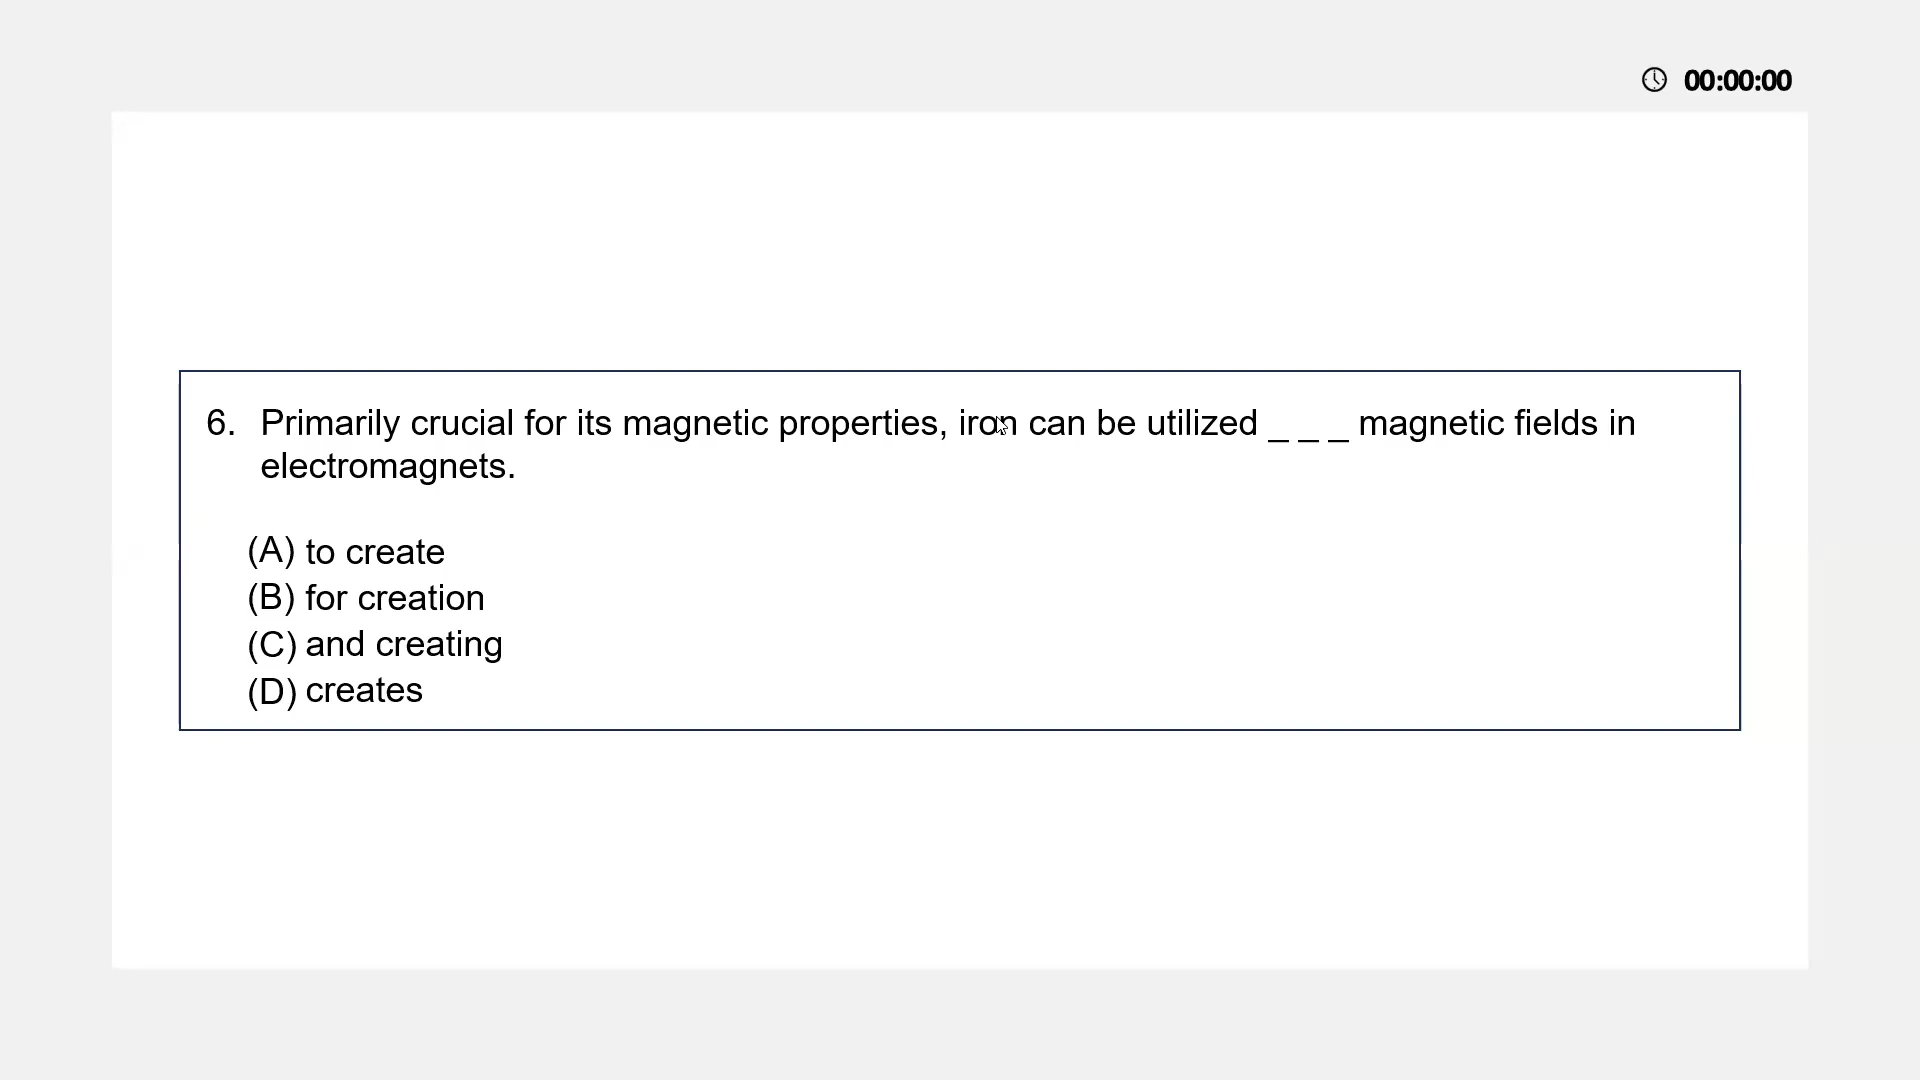 00:00:00
6. Primarily crucial for its magnetic properties, iron can be utilized _ _ _ magnetic fields in
electromagnets.
(A) to create
(B) for creation
(C) and creating
(D) creates